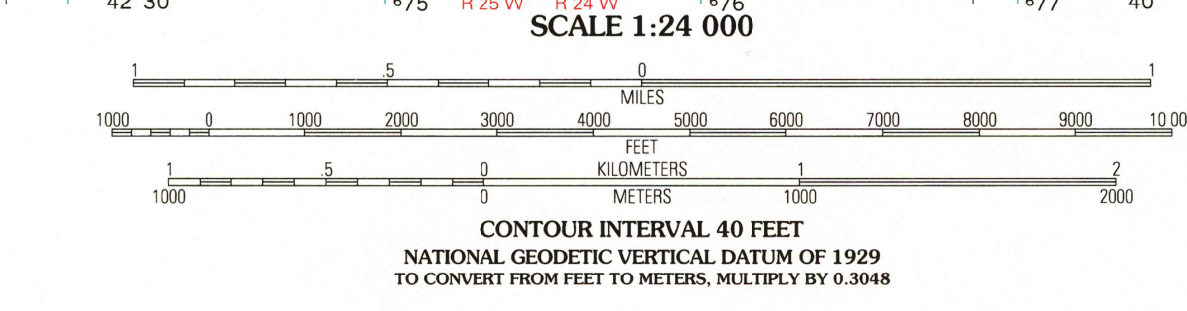 42 30 ⁶75 R 25 W R 24 W ⁶76 ⁶77 40
SCALE 1:24 000
1 .5 0 1
MILES
1000 0 1000 2000 3000 4000 5000 6000 7000 8000 9000 10 00
FEET
1 .5 0 KILOMETERS 1 2
1000 0 METERS 1000 2000
CONTOUR INTERVAL 40 FEET
NATIONAL GEODETIC VERTICAL DATUM OF 1929
TO CONVERT FROM FEET TO METERS, MULTIPLY BY 0.3048